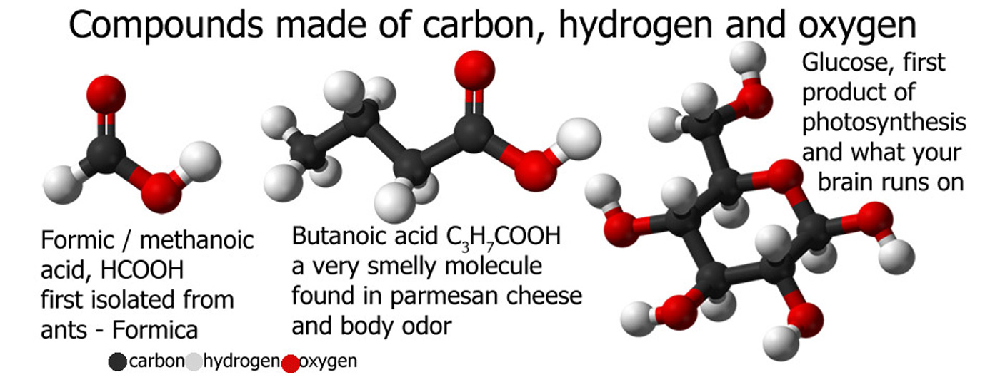 Compounds made of carbon, hydrogen and oxygen
Formic / methanoic
acid, HCOOH
first isolated from
ants - Formica
Butanoic acid C₃H₇COOH
a very smelly molecule
found in parmesan cheese
and body odor
Glucose, first
product of
photosynthesis
and what your
brain runs on
carbon hydrogen oxygen